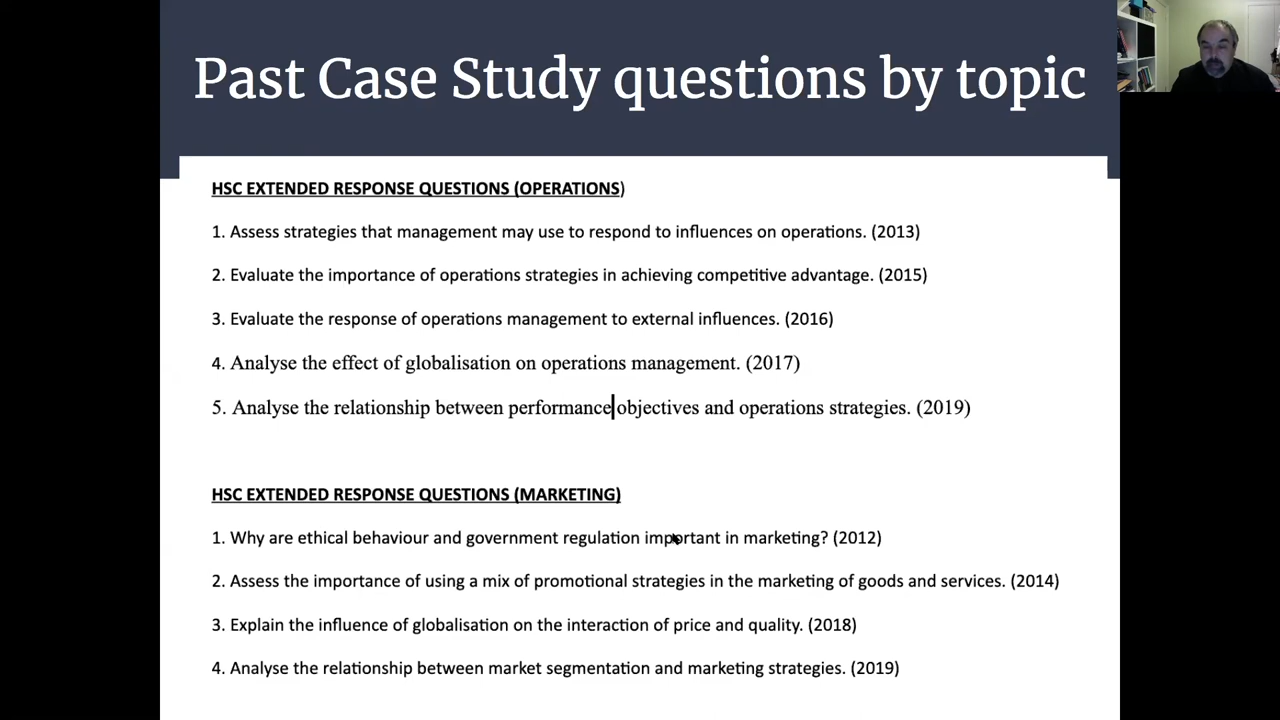 Past Case Study questions by topic
HSC EXTENDED RESPONSE QUESTIONS (OPERATIONS)
1. Assess strategies that management may use to respond to influences on operations. (2013)
2. Evaluate the importance of operations strategies in achieving competitive advantage. (2015)
3. Evaluate the response of operations management to external influences. (2016)
4. Analyse the effect of globalisation on operations management. (2017)
5. Analyse the relationship between performance objectives and operations strategies. (2019)
HSC EXTENDED RESPONSE QUESTIONS (MARKETING)
1. Why are ethical behaviour and government regulation important in marketing? (2012)
2. Assess the importance of using a mix of promotional strategies in the marketing of goods and services. (2014)
3. Explain the influence of globalisation on the interaction of price and quality. (2018)
4. Analyse the relationship between market segmentation and marketing strategies. (2019)